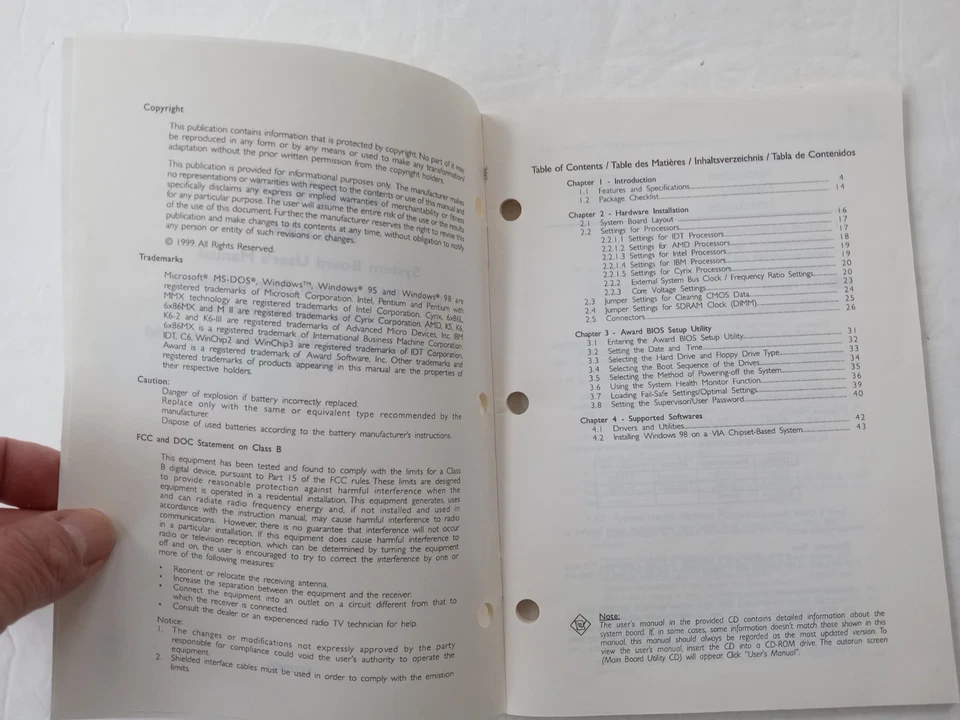 Copyright
This publication contains information that is protected by copyright. No part of it may
be reproduced in any form or by any means or used to make any transformation/
adaptation without the prior written permission from the copyright holders.
This publication is provided for informational purposes only. The manufacturer makes
no representations or warranties with respect to the contents or use of this manual and
specifically disclaims any express or implied warranties of merchantability or fitness
for any particular purpose. The user will assume the entire risk of the use or the results
of the use of this document. Further, the manufacturer reserves the right to revise this
publication and make changes to its contents at any time, without obligation to notify
any person or entity of such revisions or changes.
© 1999. All Rights Reserved.
Trademarks
Microsoft® MS-DOS®, Windows™, Windows® 95 and Windows® 98 are
registered trademarks of Microsoft Corporation. Intel, Pentium and Pentium with
MMX technology are registered trademarks of Intel Corporation. Cyrix, 6x86L,
6x86MX and M II are registered trademarks of Cyrix Corporation. AMD, K5, K6,
K6-2 and K6-III are registered trademarks of Advanced Micro Devices, Inc. IBM
6x86MX is a registered trademark of International Business Machine Corporation.
IDT, C6, WinChip2 and WinChip3 are registered trademarks of IDT Corporation.
Award is a registered trademark of Award Software, Inc. Other trademarks and
registered trademarks of products appearing in this manual are the properties of
their respective holders.
Caution:
Danger of explosion if battery incorrectly replaced.
Replace only with the same or equivalent type recommended by the
manufacturer.
Dispose of used batteries according to the battery manufacturer's instructions.
FCC and DOC Statement on Class B
This equipment has been tested and found to comply with the limits for a Class
B digital device, pursuant to Part 15 of the FCC rules. These limits are designed
to provide reasonable protection against harmful interference when the
equipment is operated in a residential installation. This equipment generates, uses
and can radiate radio frequency energy and, if not installed and used in
accordance with the instruction manual, may cause harmful interference to radio
communications. However, there is no guarantee that interference will not occur
in a particular installation. If this equipment does cause harmful interference to
radio or television reception, which can be determined by turning the equipment
off and on, the user is encouraged to try to correct the interference by one or
more of the following measures:
• Reorient or relocate the receiving antenna.
• Increase the separation between the equipment and the receiver.
• Connect the equipment into an outlet on a circuit different from that to
which the receiver is connected.
• Consult the dealer or an experienced radio TV technician for help.
Notice:
1. The changes or modifications not expressly approved by the party
responsible for compliance could void the user's authority to operate the
equipment.
2. Shielded interface cables must be used in order to comply with the emission
limits.
Table of Contents / Table des Matières / Inhaltsverzeichnis / Tabla de Contenidos
Chapter 1 - Introduction
1.1 Features and Specifications 4
1.2 Package Checklist 14
Chapter 2 - Hardware Installation
2.1 System Board Layout 16
2.2 Settings for Processors 17
2.2.1.1 Settings for IDT Processors 17
2.2.1.2 Settings for AMD Processors 18
2.2.1.3 Settings for Intel Processors 19
2.2.1.4 Settings for IBM Processors 19
2.2.1.5 Settings for Cyrix Processors 20
2.2.2 External System Bus Clock / Frequency Ratio Settings 20
2.2.3 Core Voltage Settings 23
2.3 Jumper Settings for Clearing CMOS Data 24
2.4 Jumper Settings for SDRAM Clock (DIMM) 25
2.5 Connectors 26
Chapter 3 - Award BIOS Setup Utility
3.1 Entering the Award BIOS Setup Utility 31
3.2 Setting the Date and Time 32
3.3 Selecting the Hard Drive and Floppy Drive Type 33
3.4 Selecting the Boot Sequence of the Drives 34
3.5 Selecting the Method of Powering-off the System 35
3.6 Using the System Health Monitor Function 36
3.7 Loading Fail-Safe Settings/Optimal Settings 39
3.8 Setting the Supervisor/User Password 40
Chapter 4 - Supported Softwares
4.1 Drivers and Utilities 42
4.2 Installing Windows 98 on a VIA Chipset-Based System 43
Note:
The user's manual in the provided CD contains detailed information about the
system board. If, in some cases, some information doesn't match those shown in
this manual, this manual should always be regarded as the most updated version. To
view the user's manual, insert the CD into a CD-ROM drive. The autorun screen
(Main Board Utility CD) will appear. Click "User's Manual".